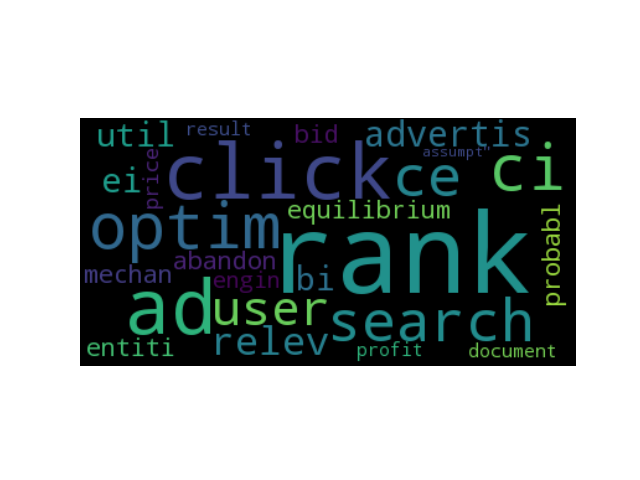 util result bid advertis
price click ce assumpt" ci
ei
optim equilibrium probabl
rank
mechan abandon engin bi
ad user search
entiti relev profit document